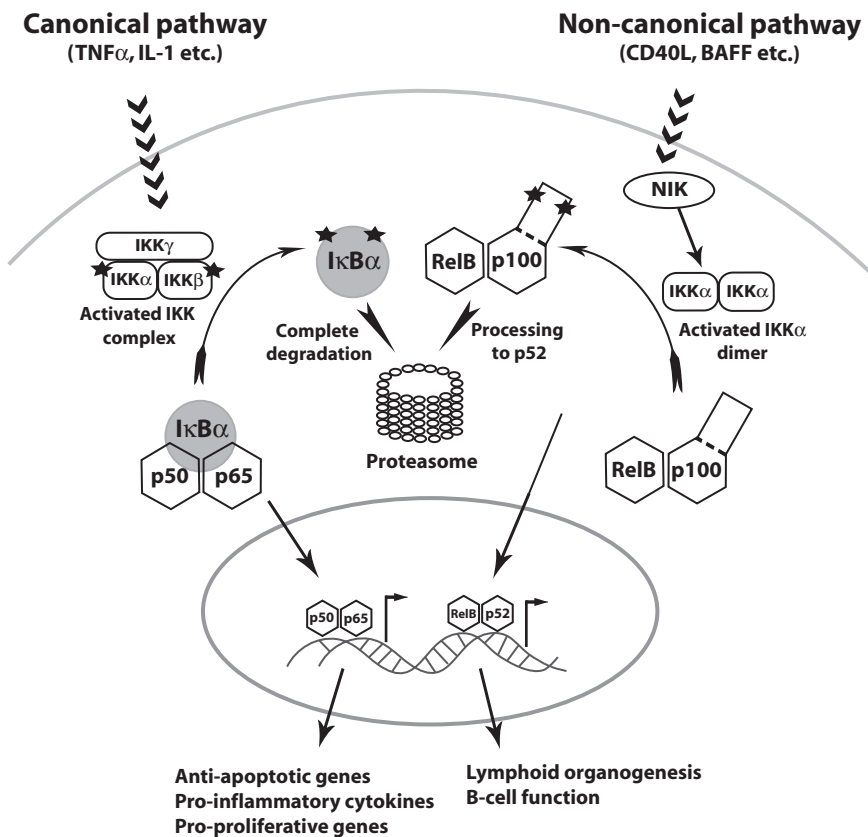 Canonical pathway
(TNFα, IL-1 etc.)
Non-canonical pathway
(CD40L, BAFF etc.)
NIK
IKKγ
IKKα
IKKβ
Activated IKK
complex
IκBα
RelB
p100
IKKα
IKKα
Activated IKKα
dimer
Complete
degradation
Processing
to p52
Proteasome
IκBα
p50
p65
RelB
p100
p50
p65
RelB
p52
Anti-apoptotic genes
Pro-inflammatory cytokines
Pro-proliferative genes
Lymphoid organogenesis
B-cell function